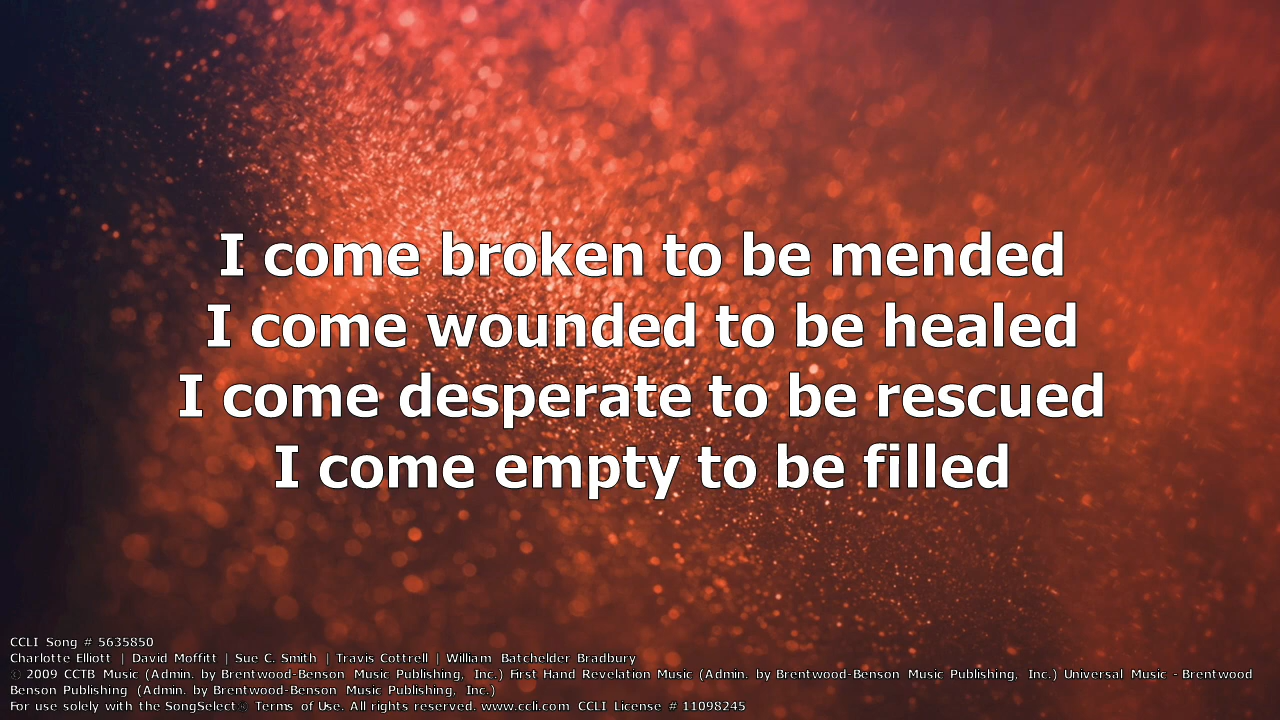 I come broken to be mended
I come wounded to be healed
I come desperate to be rescued
I come empty to be filled
CCLI Song # 5635850
Charlotte Elliott | David Moffitt | Sue C. Smith | Travis Cottrell | William Batchelder Bradbury
© 2009 CCTB Music (Admin. by Brentwood-Benson Music Publishing, Inc.) First Hand Revelation Music (Admin. by Brentwood-Benson Music Publishing, Inc.) Universal Music - Brentwood
Benson Publishing (Admin. by Brentwood-Benson Music Publishing, Inc.)
For use solely with the SongSelect® Terms of Use. All rights reserved. www.ccli.com CCLI License # 11098245